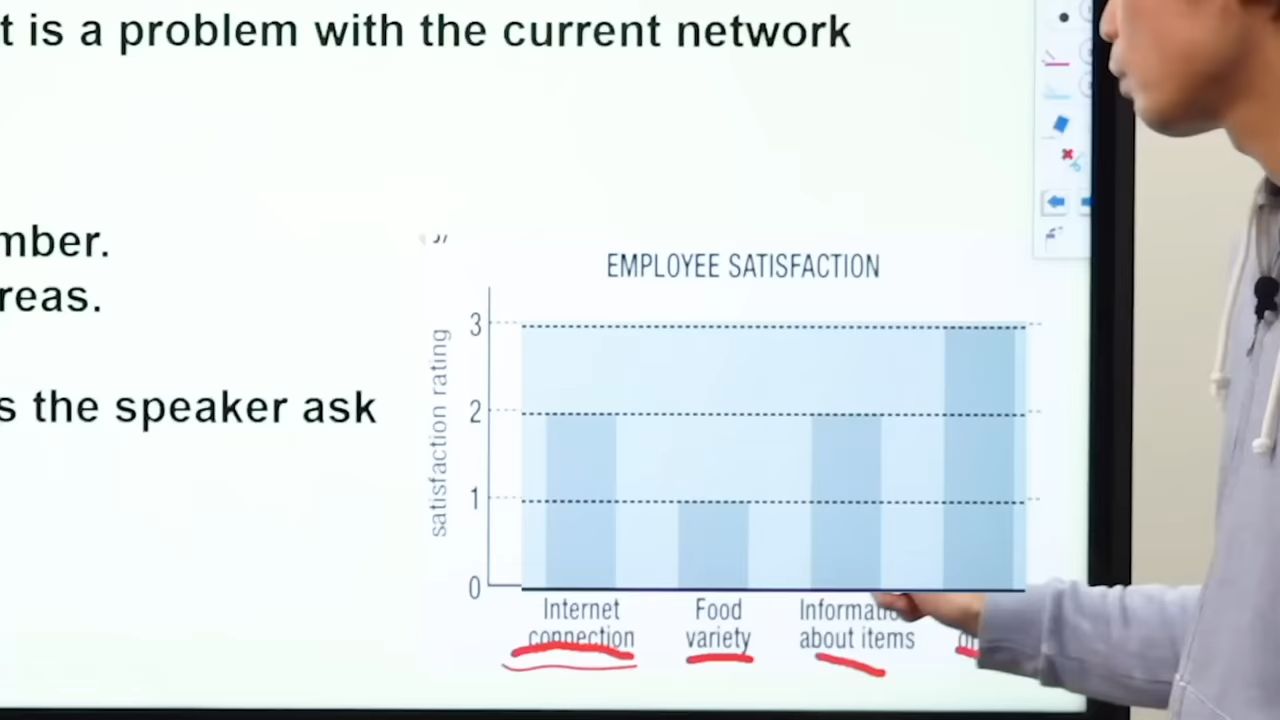 t is a problem with the current network
mber.
reas.
s the speaker ask
EMPLOYEE SATISFACTION
satisfaction rating
3
2
1
0
Internet
connection
Food
variety
about items